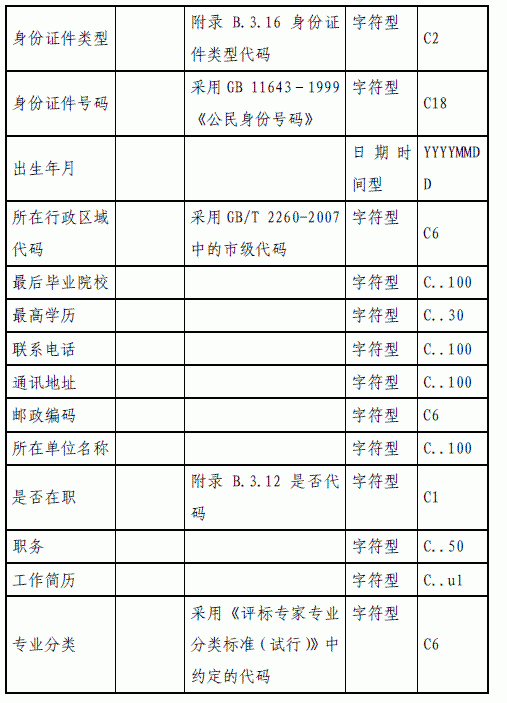 身份证件类型 附录 B.3.16 身份证 字符型 C2
件类型代码
身份证件号码 采用GB 11643－1999 字符型 C18
《公民身份号码》
出生年月 日期时 YYYYMMD
间型 D
所在行政区域 采用GB/T 2260-2007 字符型 C6
代码 中的市级代码
最后毕业院校 字符型 C..100
最高学历 字符型 C..30
联系电话 字符型 C..100
通讯地址 字符型 C..100
邮政编码 字符型 C6
所在单位名称 字符型 C..100
是否在职 附录 B.3.12 是否代 字符型 C1
码
职务 字符型 C..50
工作简历 字符型 C..ul
专业分类 采用《评标专家专业 字符型 C6
分类标准(试行)》中
约定的代码